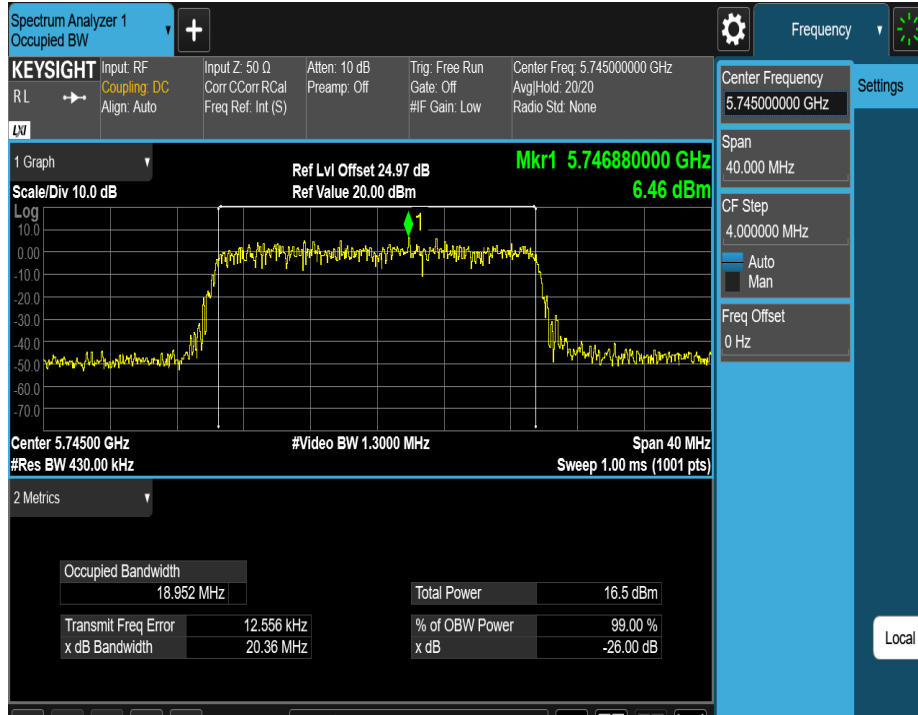 Spectrum Analyzer 1
Occupied BW
+
Frequency
KEYSIGHT
R L
LXI
Input: RF
Coupling: DC
Align: Auto
Input Z: 50 Ω
Corr CCorr RCal
Freq Ref: Int (S)
Atten: 10 dB
Preamp: Off
Trig: Free Run
Gate: Off
#IF Gain: Low
Center Freq: 5.745000000 GHz
Avg|Hold: 20/20
Radio Std: None
Center Frequency
5.745000000 GHz
Settings
Span
40.000 MHz
CF Step
4.000000 MHz
Auto
Man
Freq Offset
0 Hz
Local
1 Graph
Scale/Div 10.0 dB
Ref Lvl Offset 24.97 dB
Ref Value 20.00 dBm
Mkr1 5.746880000 GHz
6.46 dBm
Log
10.0
0.00
-10.0
-20.0
-30.0
-40.0
-50.0
-60.0
-70.0
1
Center 5.74500 GHz
#Res BW 430.00 kHz
#Video BW 1.3000 MHz
Span 40 MHz
Sweep 1.00 ms (1001 pts)
2 Metrics
Occupied Bandwidth
18.952 MHz
Transmit Freq Error 12.556 kHz
x dB Bandwidth 20.36 MHz
Total Power 16.5 dBm
% of OBW Power 99.00 %
x dB -26.00 dB